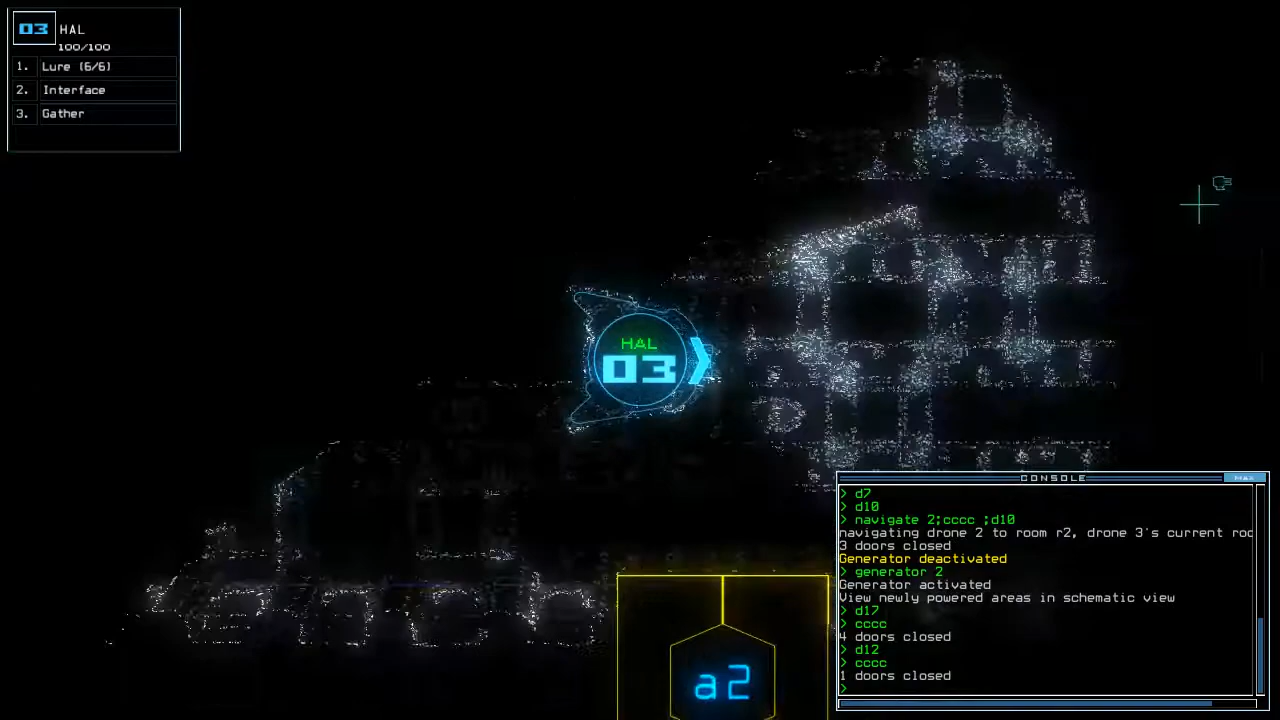 03 HAL
100/100
1. Lure (6/6)
2. Interface
3. Gather
HAL
03
a2
CONSOLE
MAX
> d7
> d10
> navigate 2;cccc ;d10
navigating drone 2 to room r2, drone 3's current roo
3 doors closed
Generator deactivated
> generator 2
Generator activated
View newly powered areas in schematic view
> d17
> cccc
4 doors closed
> d12
> cccc
1 doors closed
>